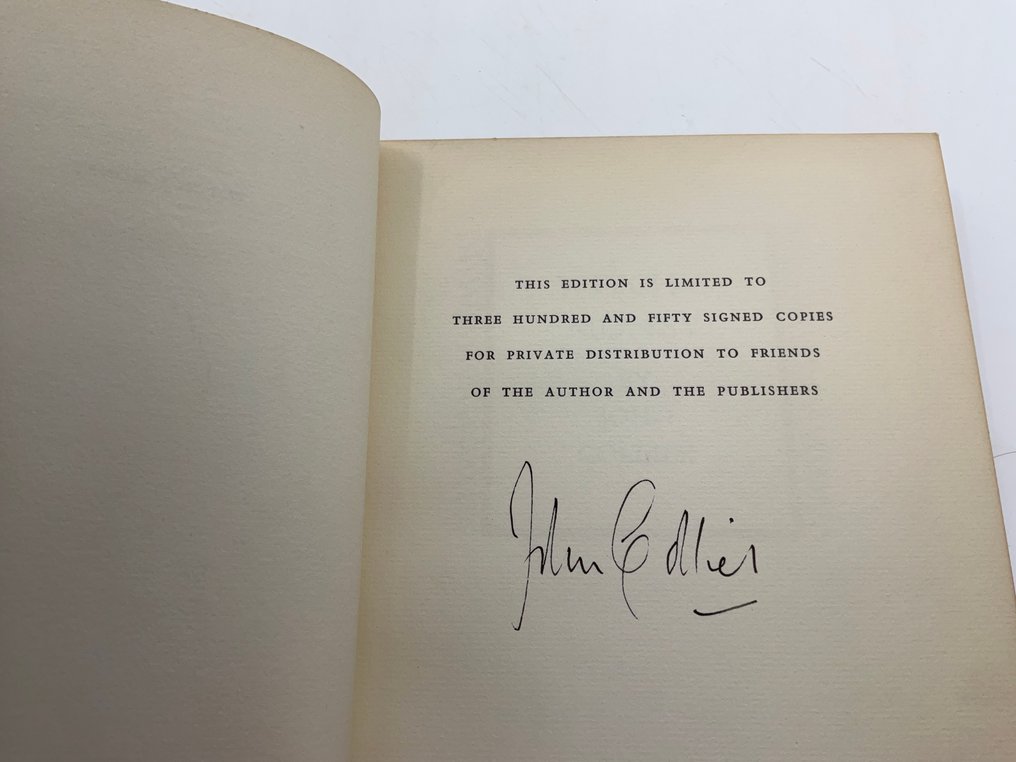 THIS EDITION IS LIMITED TO
THREE HUNDRED AND FIFTY SIGNED COPIES
FOR PRIVATE DISTRIBUTION TO FRIENDS
OF THE AUTHOR AND THE PUBLISHERS
John Collier